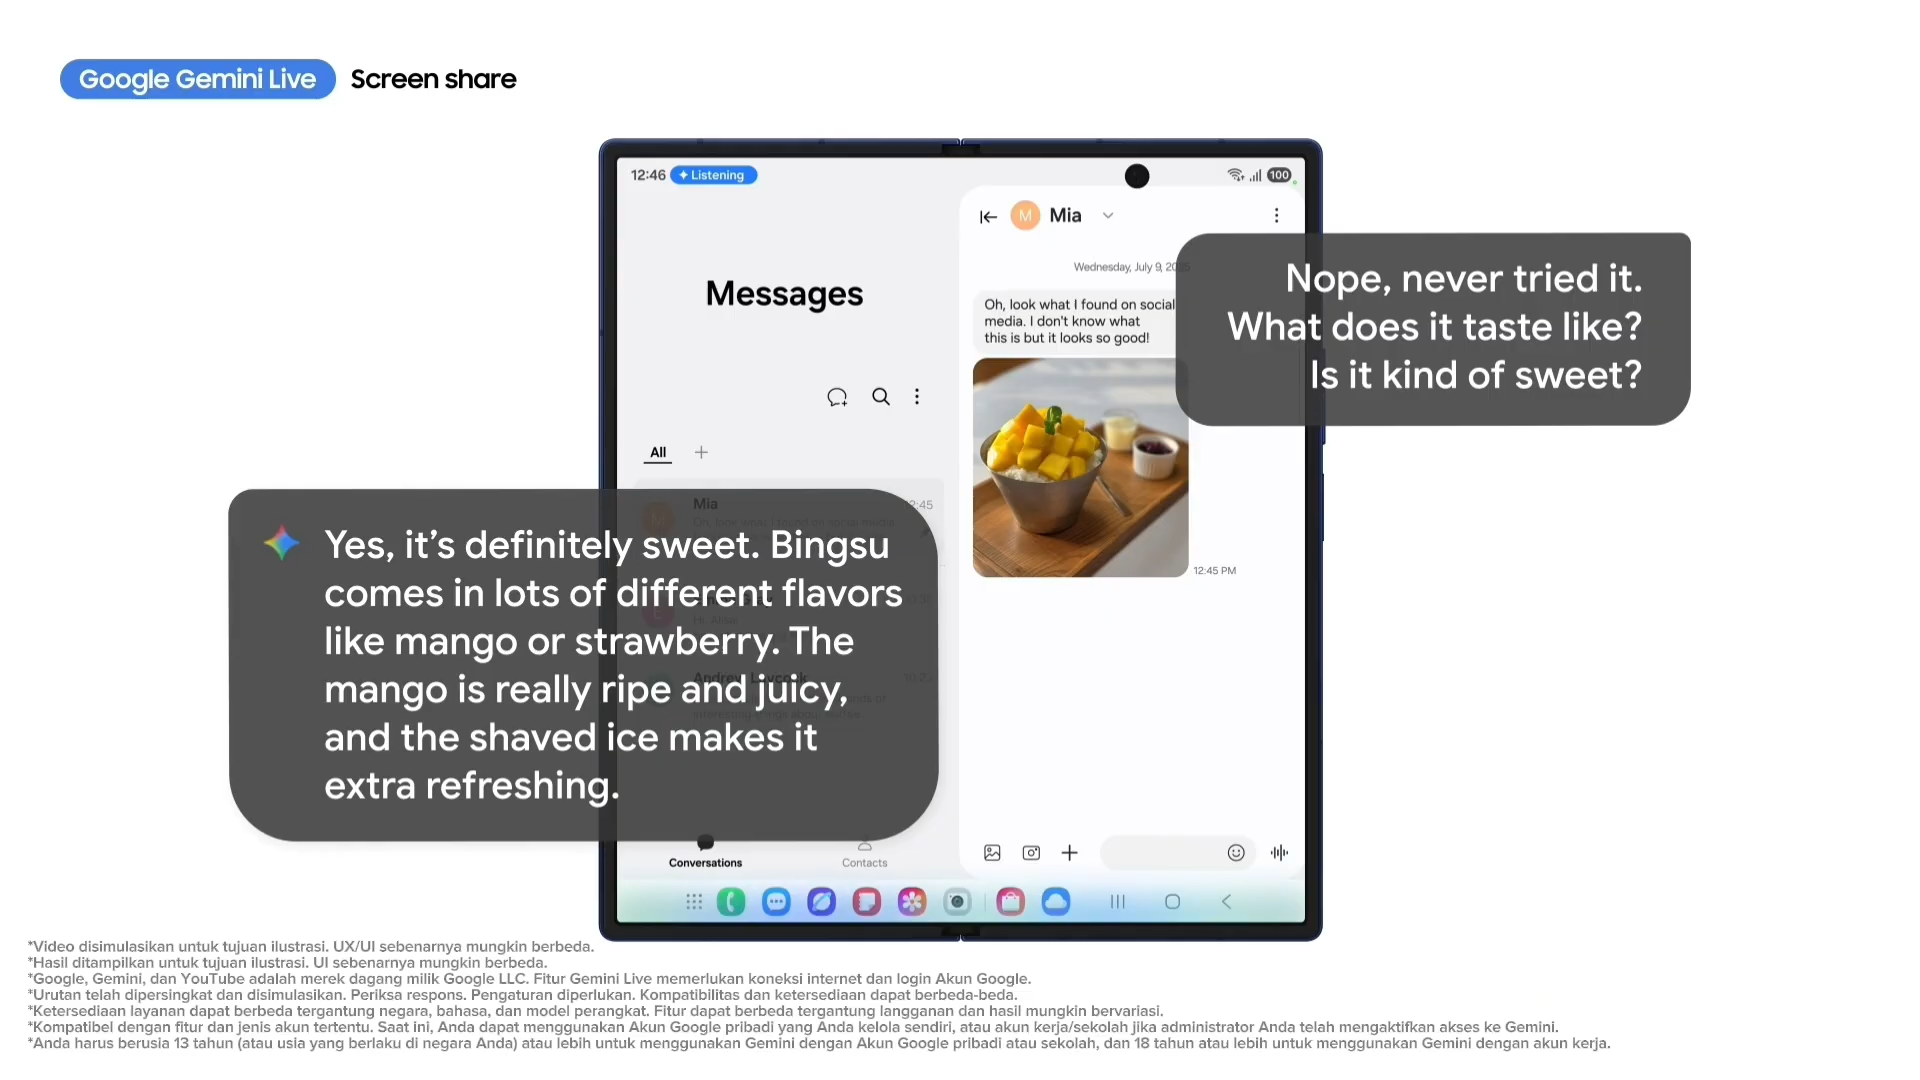 Google Gemini Live Screen share
12:46 Listening
100
Messages
All
Mia
12:45
Conversations
Contacts
M Mia
Wednesday, July 9, 20
Oh, look what I found on social
media. I don't know what
this is but it looks so good!
12:45 PM
Nope, never tried it.
What does it taste like?
Is it kind of sweet?
Yes, it's definitely sweet. Bingsu
comes in lots of different flavors
like mango or strawberry. The
mango is really ripe and juicy,
and the shaved ice makes it
extra refreshing.
*Video disimulasikan untuk tujuan ilustrasi. UX/UI sebenarnya mungkin berbeda.
*Hasil ditampilkan untuk tujuan ilustrasi. UI sebenarnya mungkin berbeda.
*Google, Gemini, dan YouTube adalah merek dagang milik Google LLC. Fitur Gemini Live memerlukan koneksi internet dan login Akun Google.
*Urutan telah dipersingkat dan disimulasikan. Periksa respons. Pengaturan diperlukan. Kompatibilitas dan ketersediaan dapat berbeda-beda.
*Ketersediaan layanan dapat berbeda tergantung negara, bahasa, dan model perangkat. Fitur dapat berbeda tergantung langganan dan hasil mungkin bervariasi.
*Kompatibel dengan fitur dan jenis akun tertentu. Saat ini, Anda dapat menggunakan Akun Google pribadi yang Anda kelola sendiri, atau akun kerja/sekolah jika administrator Anda telah mengaktifkan akses ke Gemini.
*Anda harus berusia 13 tahun (atau usia yang berlaku di negara Anda) atau lebih untuk menggunakan Gemini dengan Akun Google pribadi atau sekolah, dan 18 tahun atau lebih untuk menggunakan Gemini dengan akun kerja.